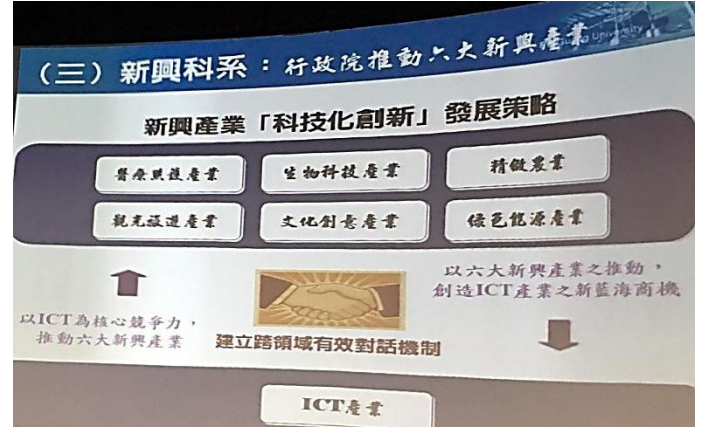 （三）新興科系：行政院推動六大新興產業
University
新興產業「科技化創新」發展策略
醫療照護產業
生物科技產業
精緻農業
觀光旅遊產業
文化創意產業
綠色能源產業
以ICT為核心競爭力，
推動六大新興產業
建立跨領域有效對話機制
以六大新興產業之推動，
創造ICT產業之新藍海商機
ICT產業